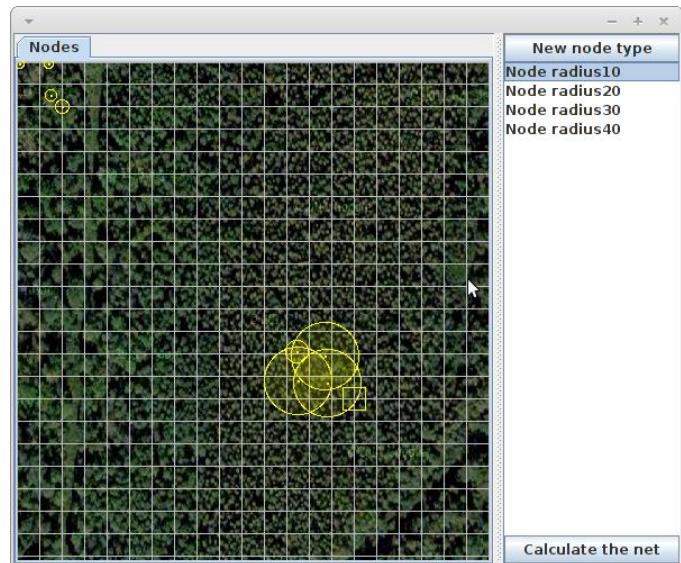 Nodes
New node type
Node radius10
Node radius20
Node radius30
Node radius40
Calculate the net